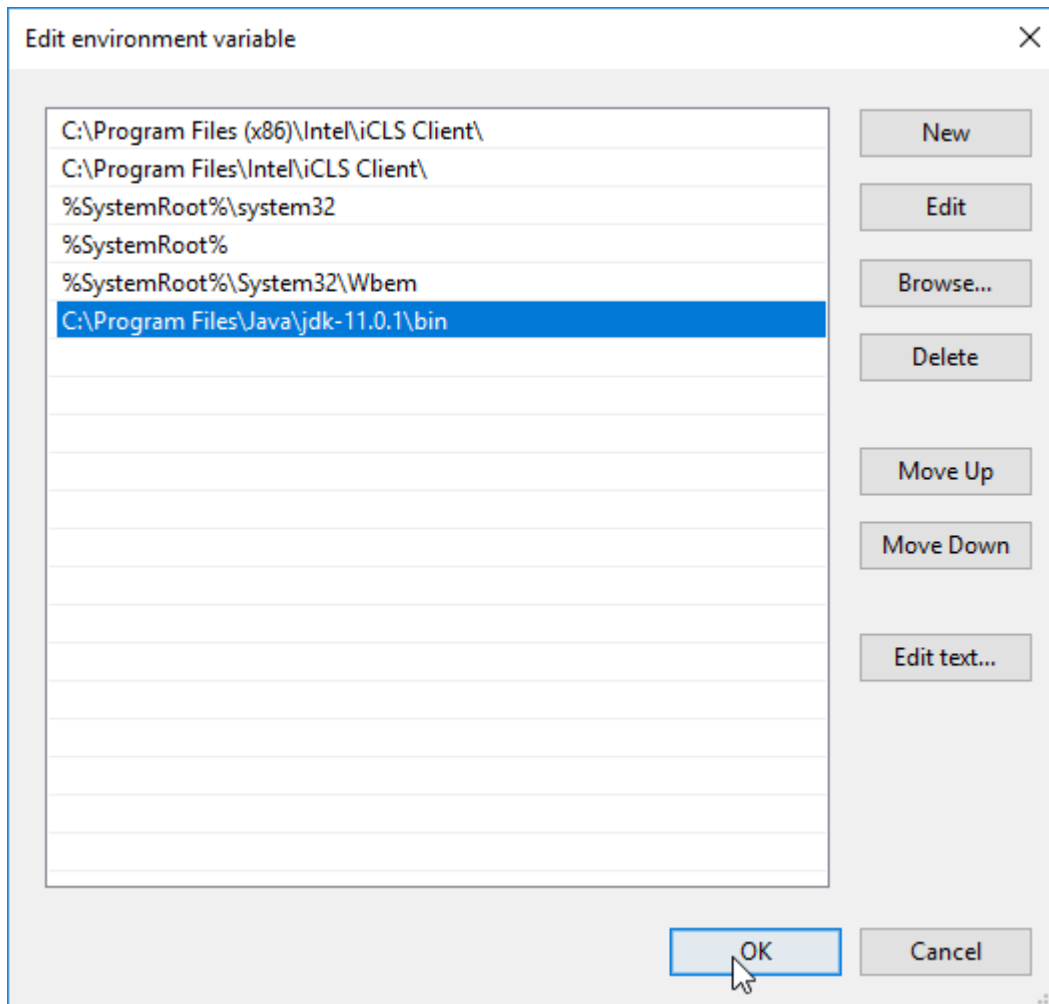 Edit environment variable
C:\Program Files (x86)\Intel\iCLS Client\
C:\Program Files\Intel\iCLS Client\
%SystemRoot%\system32
%SystemRoot%
%SystemRoot%\System32\Wbem
C:\Program Files\Java\jdk-11.0.1\bin
New
Edit
Browse...
Delete
Move Up
Move Down
Edit text...
OK
Cancel